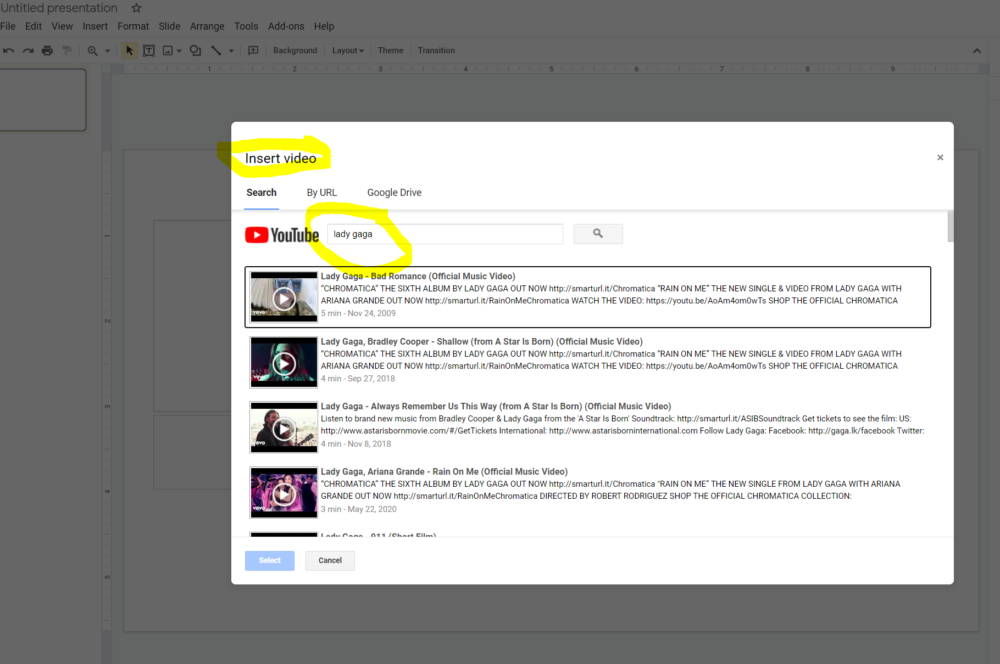 Untitled presentation
File Edit View Insert Format Slide Arrange Tools Add-ons Help
Background Layout Theme Transition
1 2 3 4 5 6 7 8 9
1
2
3
4
5
Insert video
×
Search By URL Google Drive
YouTube lady gaga
Lady Gaga - Bad Romance (Official Music Video)
“CHROMATICA” THE SIXTH ALBUM BY LADY GAGA OUT NOW http://smarturl.it/Chromatica “RAIN ON ME” THE NEW SINGLE & VIDEO FROM LADY GAGA WITH
ARIANA GRANDE OUT NOW http://smarturl.it/RainOnMeChromatica WATCH THE VIDEO: https://youtu.be/AoAm4om0wTs SHOP THE OFFICIAL CHROMATICA
vevo
5 min - Nov 24, 2009
Lady Gaga, Bradley Cooper - Shallow (from A Star Is Born) (Official Music Video)
“CHROMATICA” THE SIXTH ALBUM BY LADY GAGA OUT NOW http://smarturl.it/Chromatica “RAIN ON ME” THE NEW SINGLE & VIDEO FROM LADY GAGA WITH
ARIANA GRANDE OUT NOW http://smarturl.it/RainOnMeChromatica WATCH THE VIDEO: https://youtu.be/AoAm4om0wTs SHOP THE OFFICIAL CHROMATICA
vevo
4 min - Sep 27, 2018
Lady Gaga - Always Remember Us This Way (from A Star Is Born) (Official Music Video)
Listen to brand new music from Bradley Cooper & Lady Gaga from the 'A Star Is Born' Soundtrack: http://smarturl.it/ASIBSoundtrack Get tickets to see the film: US:
http://www.astarisbornmovie.com/#/GetTickets International: http://www.astarisborninternational.com Follow Lady Gaga: Facebook: http://gaga.lk/facebook Twitter:
vevo
4 min - Nov 8, 2018
Lady Gaga, Ariana Grande - Rain On Me (Official Music Video)
“CHROMATICA” THE SIXTH ALBUM BY LADY GAGA OUT NOW http://smarturl.it/Chromatica "RAIN ON ME” THE NEW SINGLE FROM LADY GAGA WITH ARIANA
GRANDE OUT NOW http://smarturl.it/RainOnMeChromatica DIRECTED BY ROBERT RODRIGUEZ SHOP THE OFFICIAL CHROMATICA COLLECTION:
vevo
3 min - May 22, 2020
Lady Gaga - 911 (Short Film)
Select Cancel